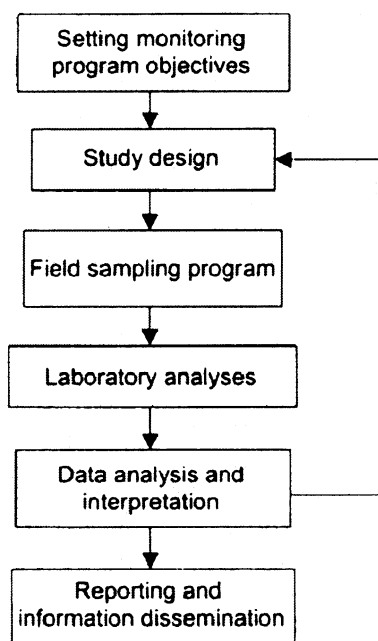 Setting monitoring
program objectives
Study design
Field sampling program
Laboratory analyses
Data analysis and
interpretation
Reporting and
information dissemination